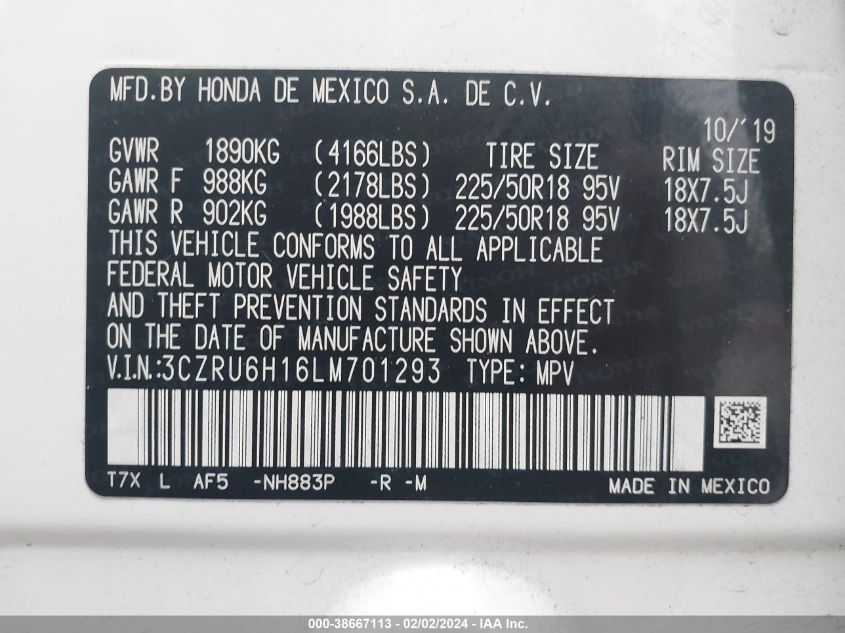 MFD.BY HONDA DE MEXICO S.A. DE C.V.
10/'19
GVWR 1890KG (4166LBS) TIRE SIZE RIM SIZE
GAWR F 988KG (2178LBS) 225/50R18 95V 18X7.5J
GAWR R 902KG (1988LBS) 225/50R18 95V 18X7.5J
THIS VEHICLE CONFORMS TO ALL APPLICABLE
FEDERAL MOTOR VEHICLE SAFETY
AND THEFT PREVENTION STANDARDS IN EFFECT
ON THE DATE OF MANUFACTURE SHOWN ABOVE.
V.I.N:3CZRU6H16LM701293 TYPE: MPV
T7X L AF5 -NH883P -R -M MADE IN MEXICO
000-38667113 - 02/02/2024 - IAA Inc.